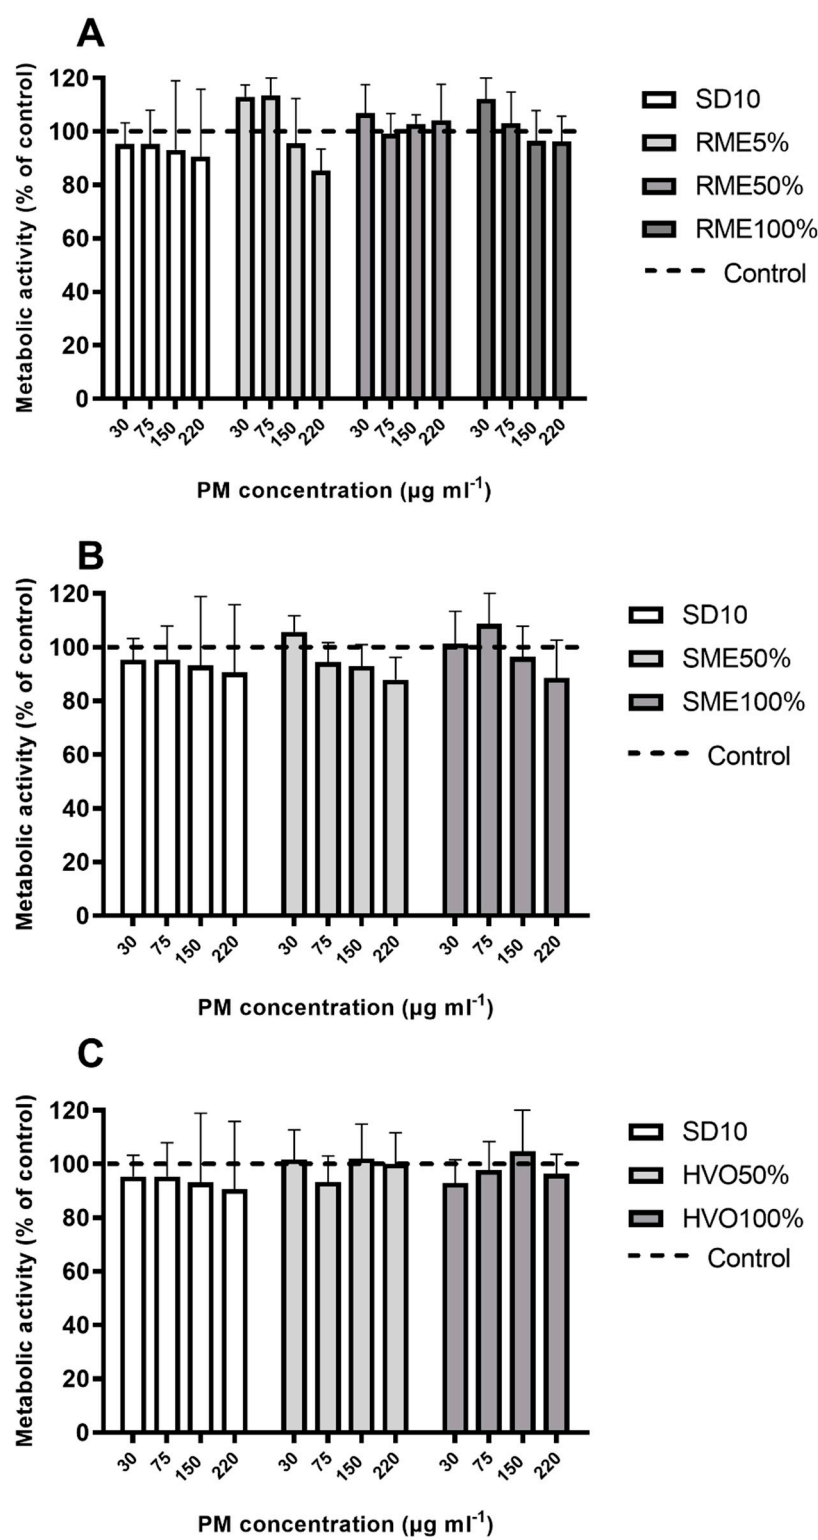 A
Metabolic activity (% of control)
120
100
80
60
40
20
0
30 75 150 220 30 75 150 220 30 75 150 220 30 75 150 220
PM concentration (µg ml⁻¹)
SD10
RME5%
RME50%
RME100%
Control
B
Metabolic activity (% of control)
120
100
80
60
40
20
0
30 75 150 220 30 75 150 220 30 75 150 220
PM concentration (µg ml⁻¹)
SD10
SME50%
SME100%
Control
C
Metabolic activity (% of control)
120
100
80
60
40
20
0
30 75 150 220 30 75 150 220 30 75 150 220
PM concentration (µg ml⁻¹)
SD10
HVO50%
HVO100%
Control